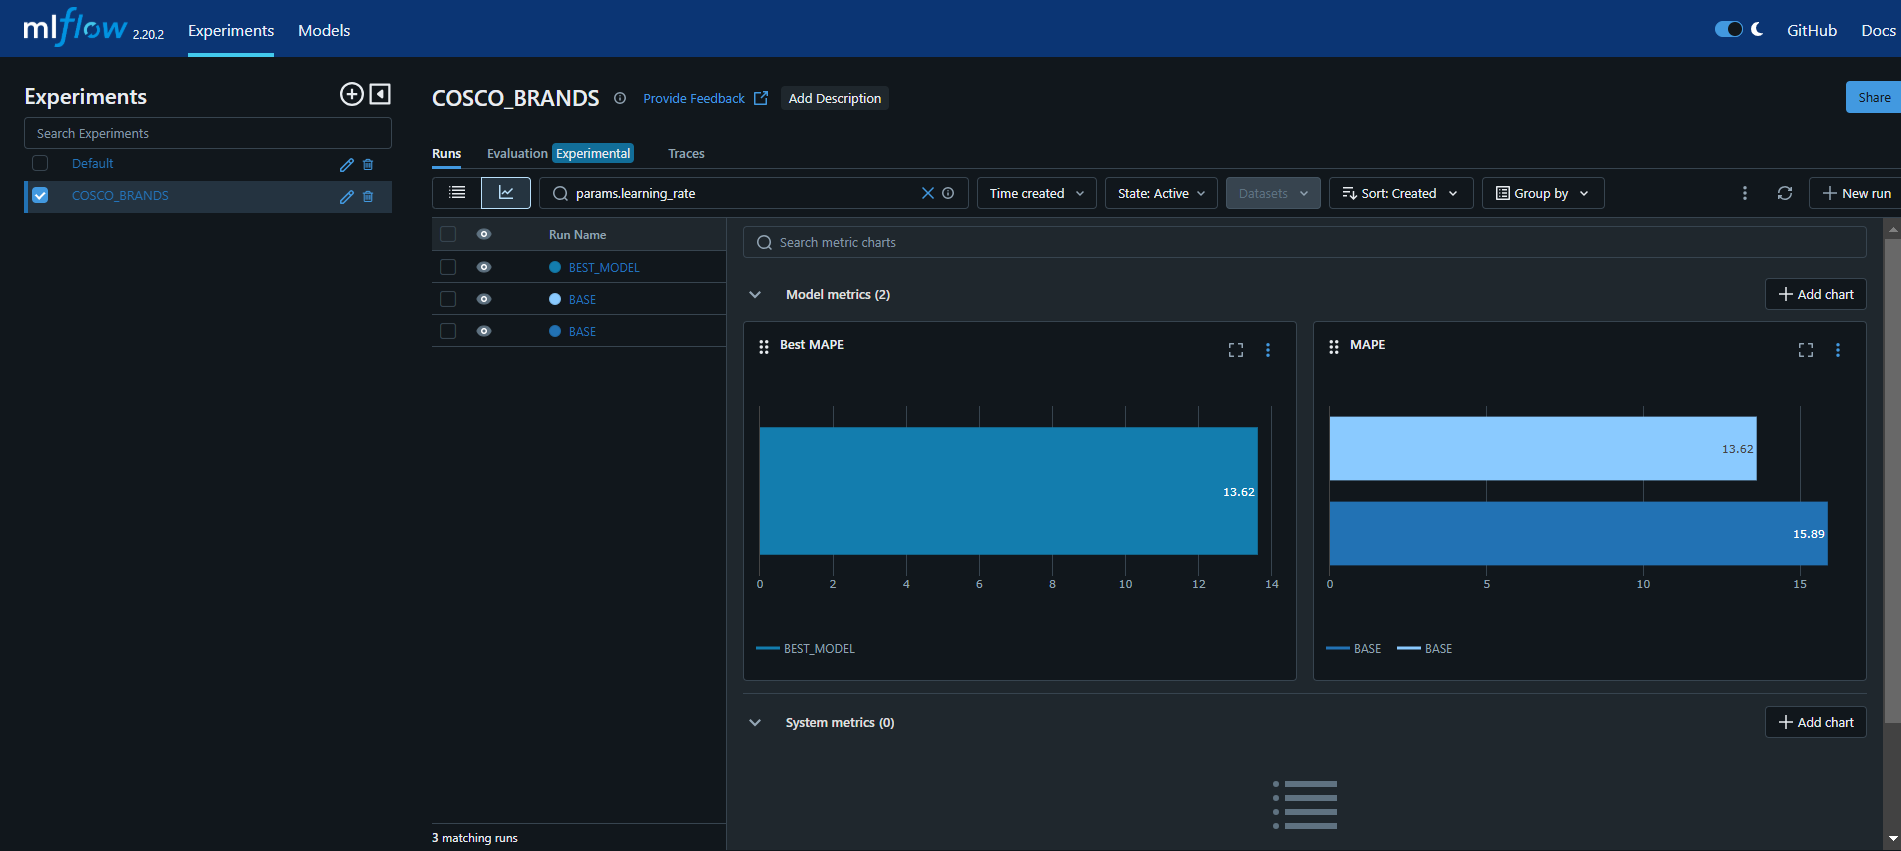 mlflow 2.20.2 Experiments Models GitHub Docs
Experiments
Search Experiments
Default
COSCO_BRANDS
COSCO_BRANDS Provide Feedback Add Description Share
Runs Evaluation Experimental Traces
params.learning_rate Time created State: Active Datasets Sort: Created Group by New run
Run Name
BEST_MODEL
BASE
BASE
3 matching runs
Search metric charts
Model metrics (2) Add chart
Best MAPE
13.62
0 2 4 6 8 10 12 14
BEST_MODEL
MAPE
13.62
15.89
0 5 10 15
BASE BASE
System metrics (0) Add chart